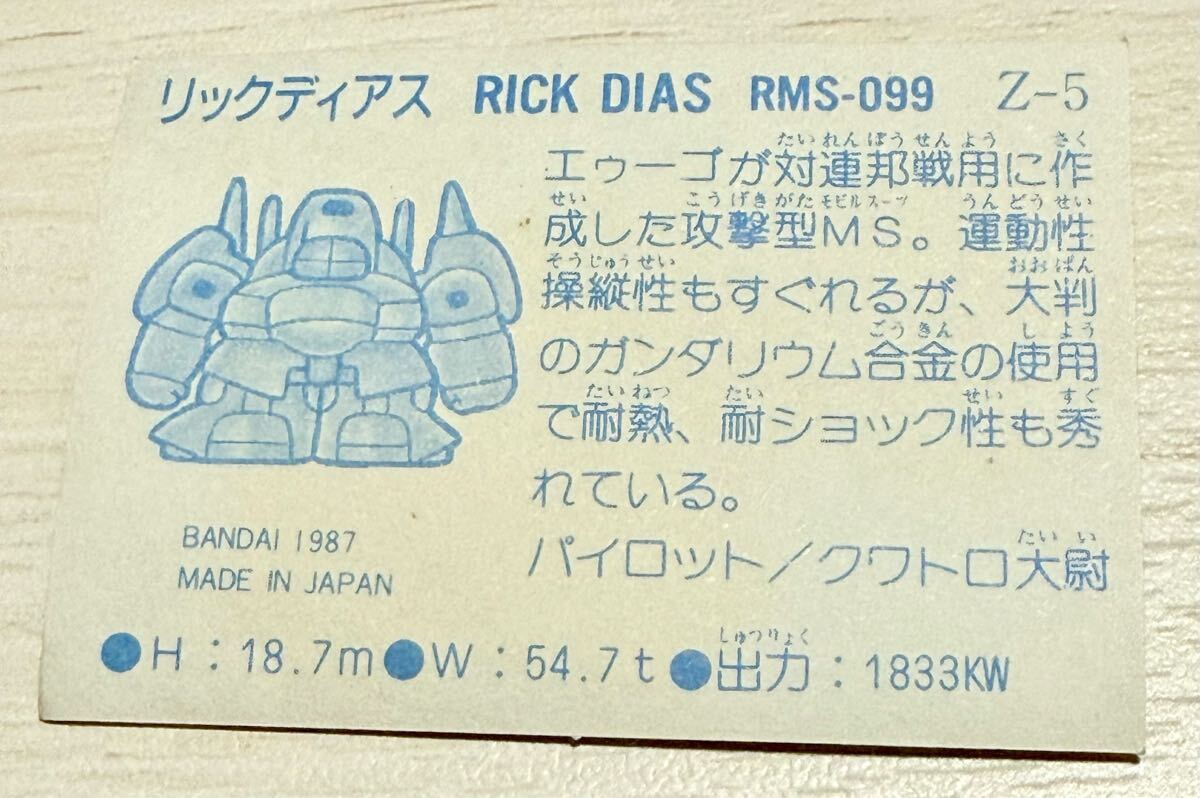 リックディアス RICK DIAS RMS-099 Z-5
たいれんぽうせんよう さく
エゥーゴが対連邦戦用に作
せい こうげきがた モビルスーツ うんどうせい
成した攻撃型MS。運動性
そうじゅうせい おおばん
操縦性もすぐれるが、大判
ごうきん しよう
のガンダリウム合金の使用
たいねつ たい せい すぐ
で耐熱、耐ショック性も秀
れている。
たいい
パイロット/クワトロ大尉
BANDAI 1987
MADE IN JAPAN
しゅつりょく
●H:18.7m●W:54.7t●出力:1833KW